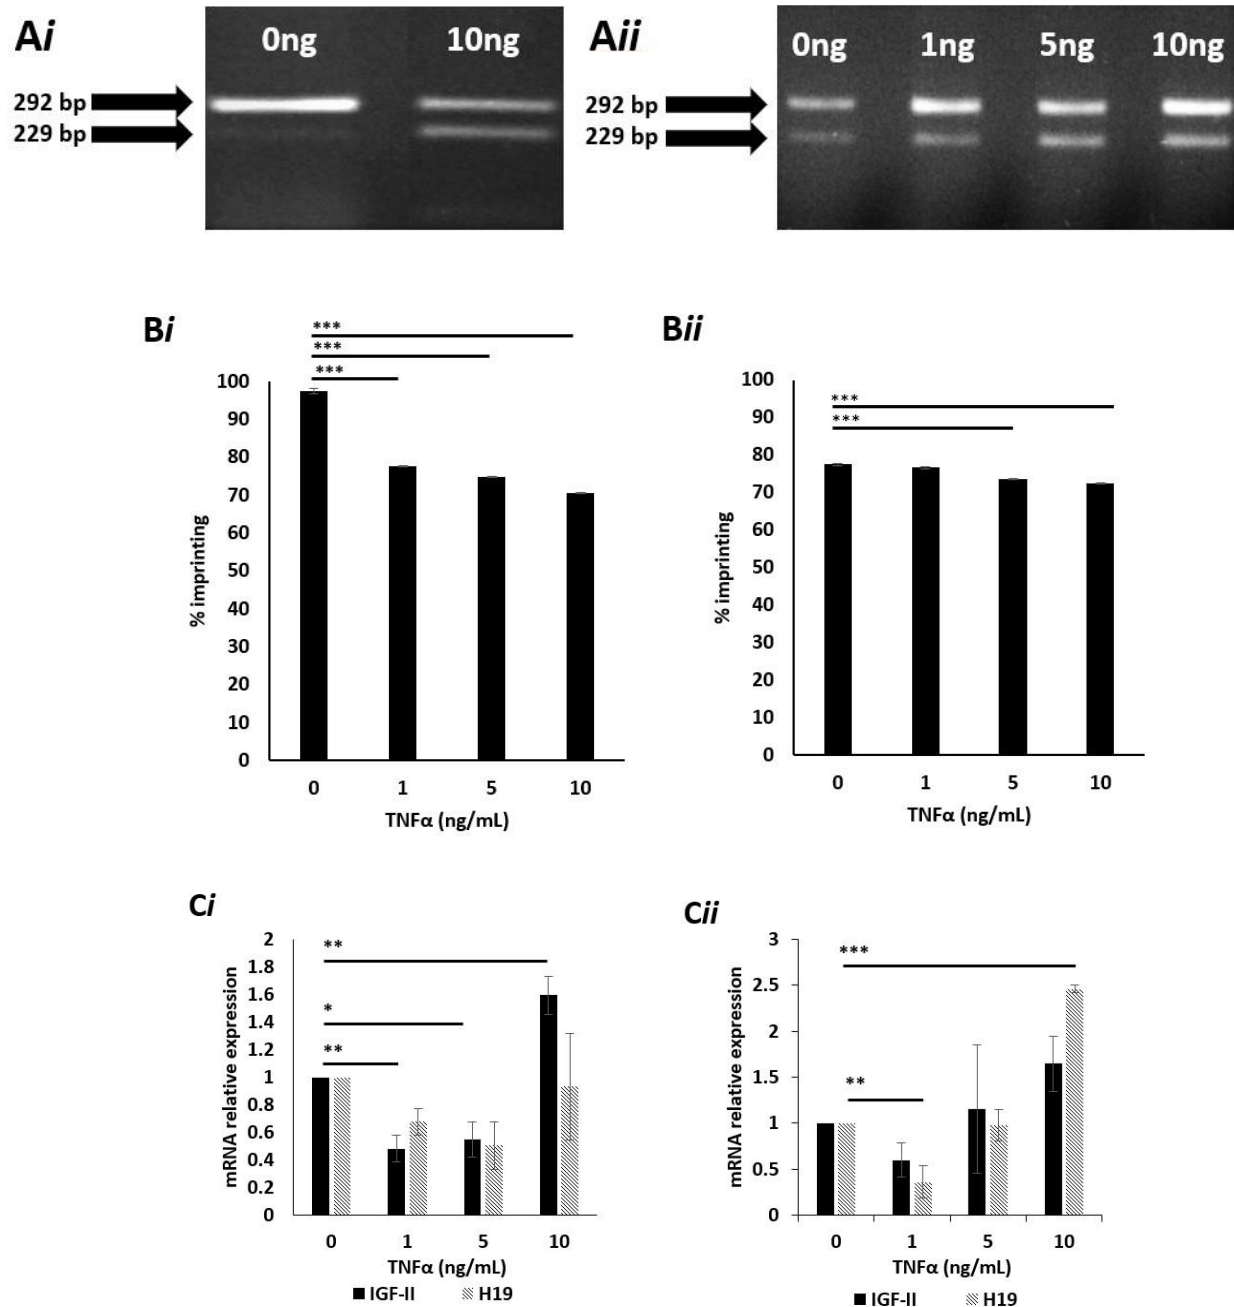 Ai
0ng 10ng
292 bp
229 bp
Aii
0ng 1ng 5ng 10ng
292 bp
229 bp
Bi
***
***
***
100
90
80
70
60
50
40
30
20
10
0
% imprinting
0 1 5 10
TNFα (ng/mL)
Bii
***
***
100
90
80
70
60
50
40
30
20
10
0
% imprinting
0 1 5 10
TNFα (ng/mL)
Ci
**
*
**
2
1.8
1.6
1.4
1.2
1
0.8
0.6
0.4
0.2
0
mRNA relative expression
0 1 5 10
TNFα (ng/mL)
IGF-II H19
Cii
***
**
3
2.5
2
1.5
1
0.5
0
mRNA relative expression
0 1 5 10
TNFα (ng/mL)
IGF-II H19